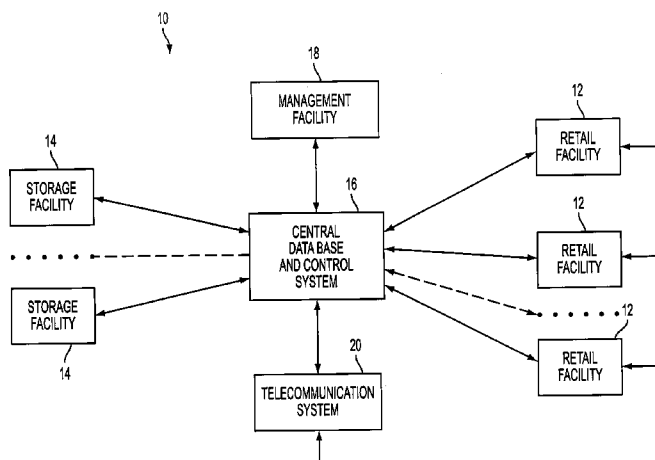 10
18
MANAGEMENT
FACILITY
12
RETAIL
FACILITY
14
STORAGE
FACILITY
16
CENTRAL
DATA BASE
AND CONTROL
SYSTEM
12
RETAIL
FACILITY
STORAGE
FACILITY
14
12
RETAIL
FACILITY
20
TELECOMMUNICATION
SYSTEM